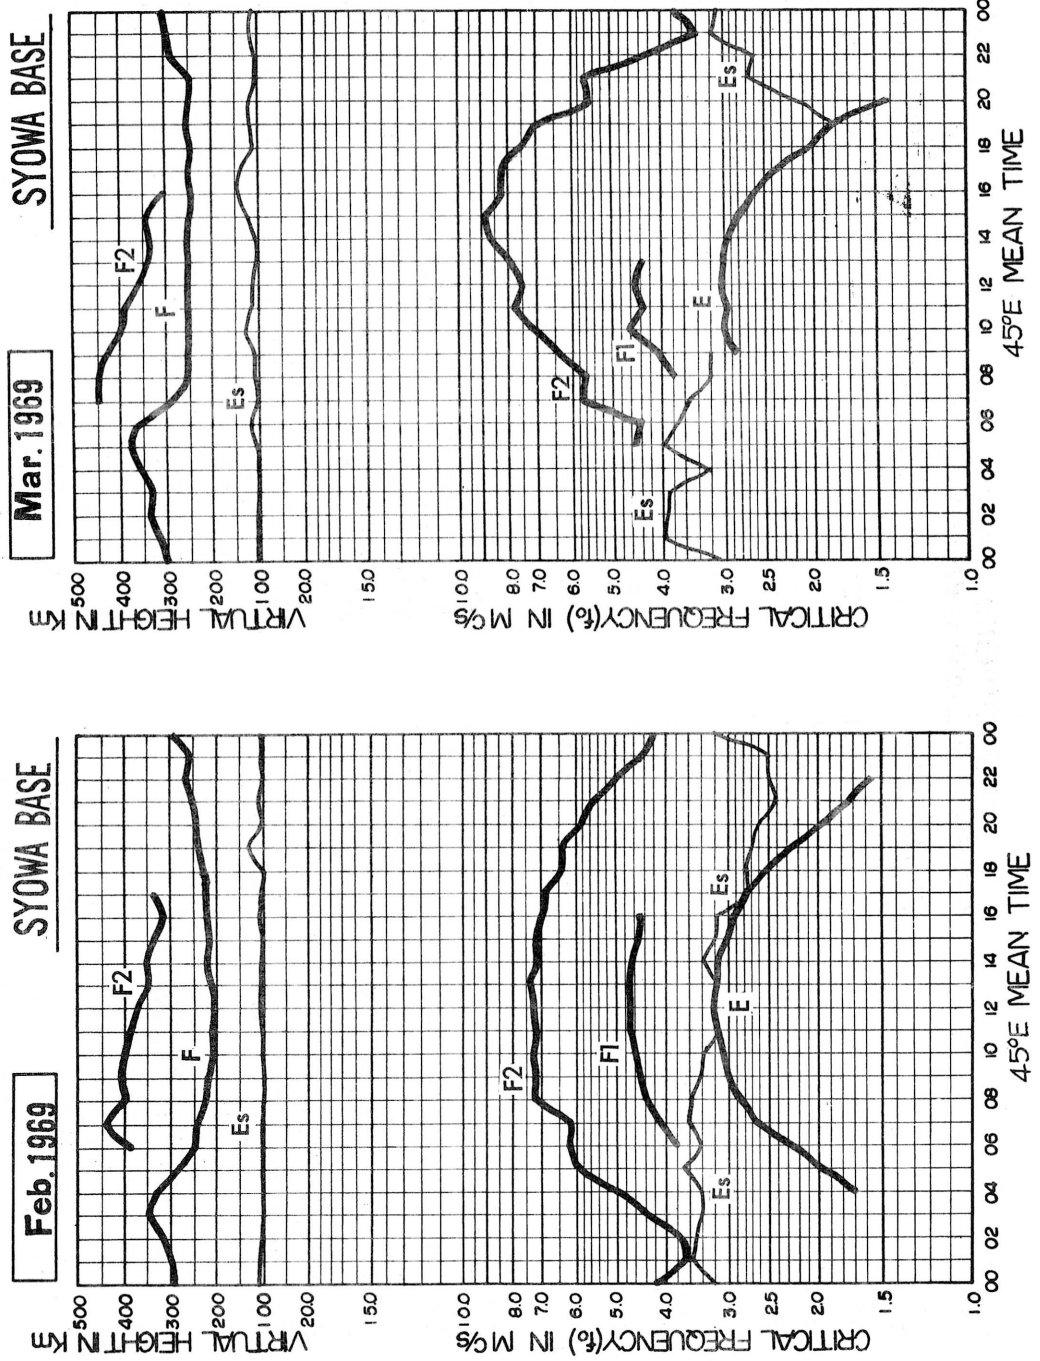 Feb. 1969
SYOWA BASE
500
400
300
200
100
VIRTUAL HEIGHT IN Km
F2
F
Es
20.0
15.0
10.0
8.0
7.0
6.0
5.0
4.0
3.0
2.5
2.0
1.5
1.0
CRITICAL FREQUENCY(fo) IN M C/S
F2
F1
Es
E
Es
00 02 04 06 08 10 12 14 16 18 20 22 00
45°E MEAN TIME
Mar. 1969
SYOWA BASE
500
400
300
200
100
VIRTUAL HEIGHT IN Km
F2
F
Es
20.0
15.0
10.0
8.0
7.0
6.0
5.0
4.0
3.0
2.5
2.0
1.5
1.0
CRITICAL FREQUENCY(fo) IN M C/S
F2
F1
Es
E
Es
00 02 04 06 08 10 12 14 16 18 20 22 00
45°E MEAN TIME